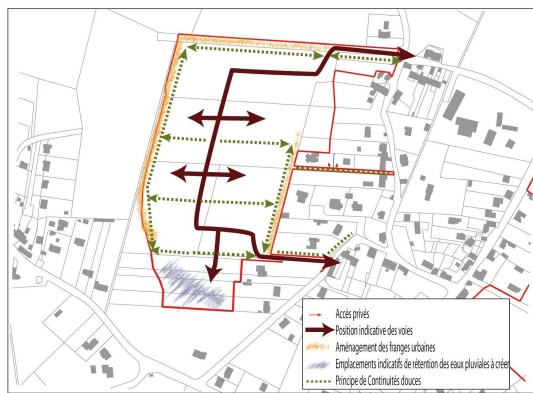 Accès privés
Position indicative des voies
Aménagement des franges urbaines
Emplacements indicatifs de rétention des eaux pluviales à créer
Principe de Continuités douces